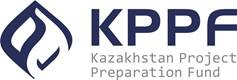 KPPF
Kazakhstan Project
Preparation Fund